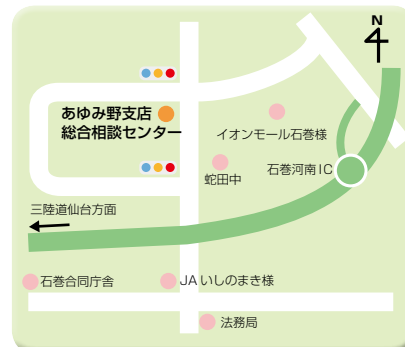 N
あゆみ野支店
総合相談センター
イオンモール石巻様
蛇田中
石巻河南IC
三陸道仙台方面
石巻合同庁舎
JAいしのまき様
法務局